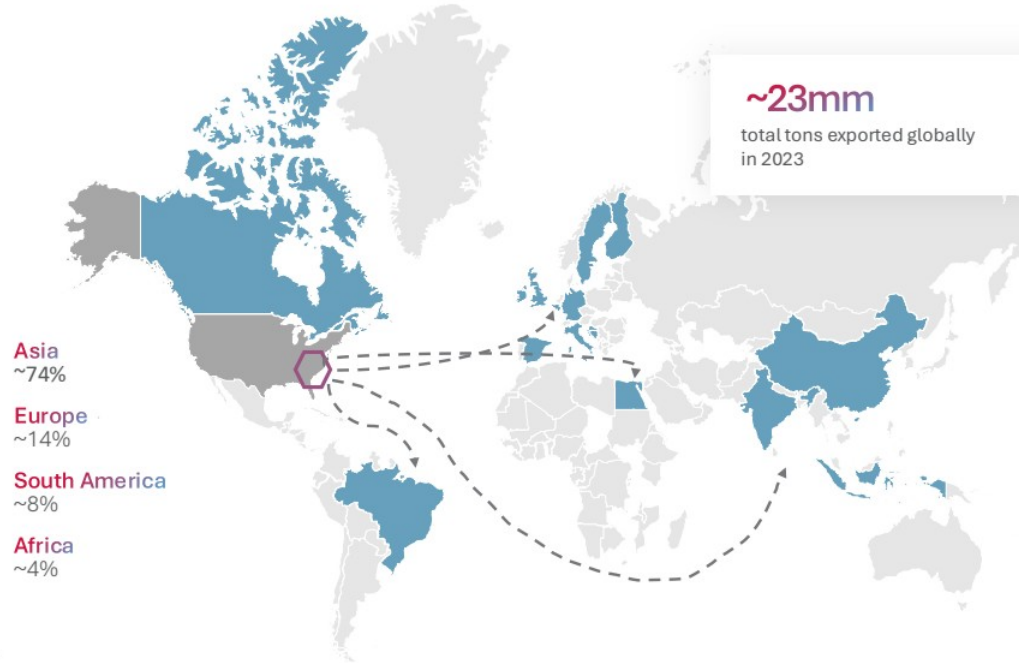 ~23mm
total tons exported globally
in 2023
Asia
~74%
Europe
~14%
South America
~8%
Africa
~4%